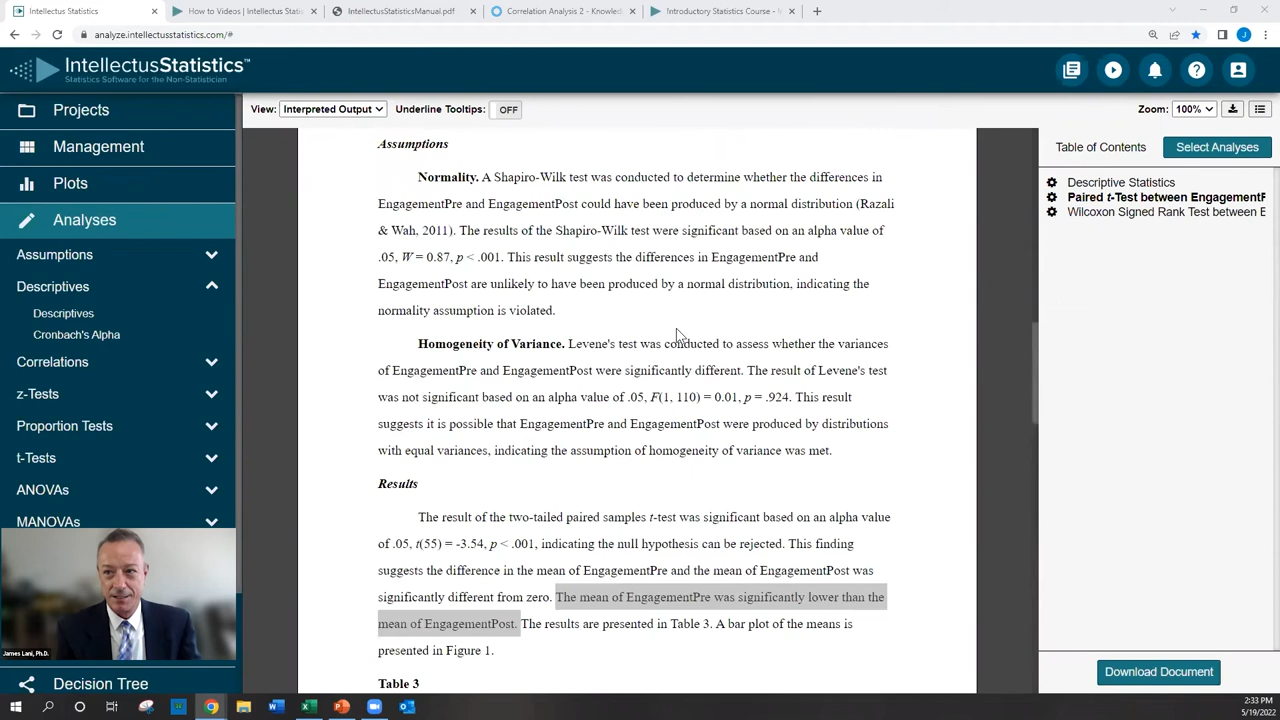 Intellectus Statistics
How to Videos | Intellectus Stati
IntellectusStatisticsManual.pdf
Correlation Analysis 2 - Knowled
Introductory Statistics Course - I
analyze.intellectusstatistics.com/#
IntellectusStatistics™
Statistics Software for the Non-Statistician
Projects
Management
Plots
Analyses
Assumptions
Descriptives
Descriptives
Cronbach's Alpha
Correlations
z-Tests
Proportion Tests
t-Tests
ANOVAs
MANOVAs
James Lani, Ph.D.
Decision Tree
View: Interpreted Output Underline Tooltips: OFF
Zoom: 100%
Assumptions
Normality. A Shapiro-Wilk test was conducted to determine whether the differences in
EngagementPre and EngagementPost could have been produced by a normal distribution (Razali
& Wah, 2011). The results of the Shapiro-Wilk test were significant based on an alpha value of
.05, W = 0.87, p < .001. This result suggests the differences in EngagementPre and
EngagementPost are unlikely to have been produced by a normal distribution, indicating the
normality assumption is violated.
Homogeneity of Variance. Levene's test was conducted to assess whether the variances
of EngagementPre and EngagementPost were significantly different. The result of Levene's test
was not significant based on an alpha value of .05, F(1, 110) = 0.01, p = .924. This result
suggests it is possible that EngagementPre and EngagementPost were produced by distributions
with equal variances, indicating the assumption of homogeneity of variance was met.
Results
The result of the two-tailed paired samples t-test was significant based on an alpha value
of .05, t(55) = -3.54, p < .001, indicating the null hypothesis can be rejected. This finding
suggests the difference in the mean of EngagementPre and the mean of EngagementPost was
significantly different from zero. The mean of EngagementPre was significantly lower than the
mean of EngagementPost. The results are presented in Table 3. A bar plot of the means is
presented in Figure 1.
Table 3
Table of Contents
Select Analyses
Descriptive Statistics
Paired t-Test between EngagementF
Wilcoxon Signed Rank Test between E
Download Document
2:33 PM
5/19/2022